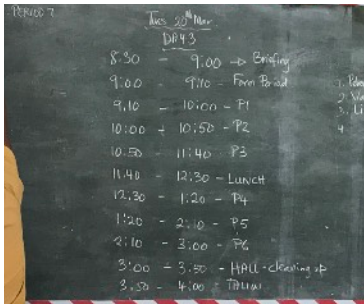 PERIOD 7
Tues 20th Mar
DAY3
8.30 - 9:00 → Briefing
9:00 - 9:10 - Form Period
9.10 - 10:00 - P1
10:00 - 10:50 - P2
10.50 - 11:40 P3
11.40 - 12:30 - LUNCH
12:30 - 1:20 - P4
1:20 - 2:10 - P5
2:10 - 3:00 - P6
3:00 - 3.50 - HALL - cleaning up
3.50 - 4:00 -
1.
2.
3. Li
4